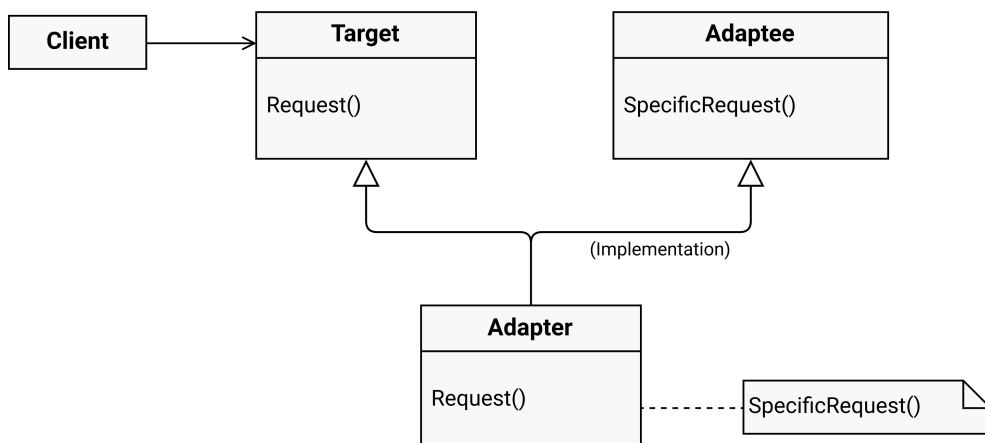 Client
Target
Adaptee
Request()
SpecificRequest()
(Implementation)
Adapter
Request()
SpecificRequest()